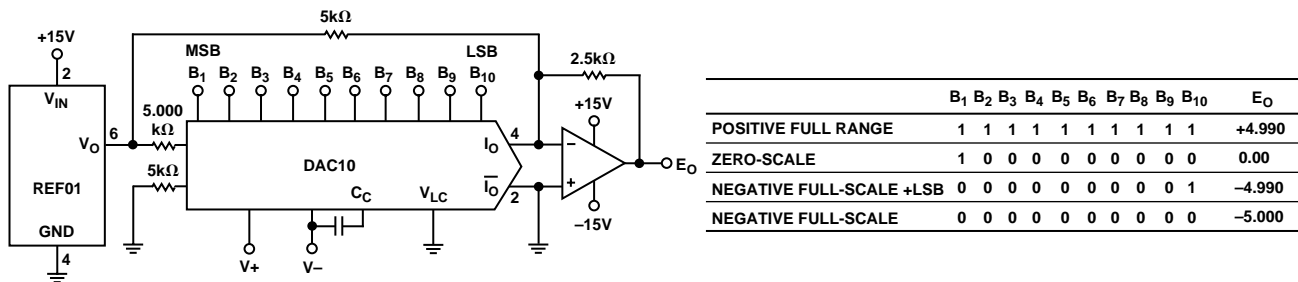 5kΩ
+15V
MSB
LSB
2
B1 B2 B3 B4 B5 B6 B7 B8 B9 B10
2.5kΩ
VIN
5.000
kΩ
+15V
VO
6
IO
4
−
DAC10
EO
5kΩ
IO
2
+
REF01
CC
VLC
−15V
GND
4
V+
V−
B1 B2 B3 B4 B5 B6 B7 B8 B9 B10 EO
POSITIVE FULL RANGE 1 1 1 1 1 1 1 1 1 1 +4.990
ZERO-SCALE 1 0 0 0 0 0 0 0 0 0 0.00
NEGATIVE FULL-SCALE +LSB 0 0 0 0 0 0 0 0 0 1 −4.990
NEGATIVE FULL-SCALE 0 0 0 0 0 0 0 0 0 0 −5.000